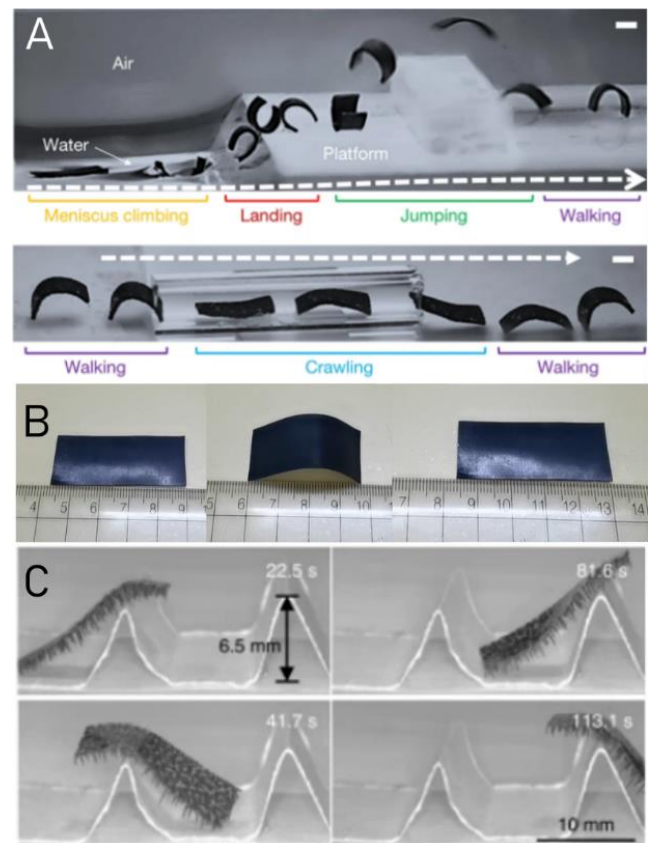 A
Air
Water
Platform
Meniscus climbing Landing Jumping Walking
Walking Crawling Walking
B
4 5 6 7 8 9 5 6 7 8 9 10 1 7 8 9 10 11 12 13 14
C
22.5 s 81.6 s
6.5 mm
41.7 s 113.1 s
10 mm